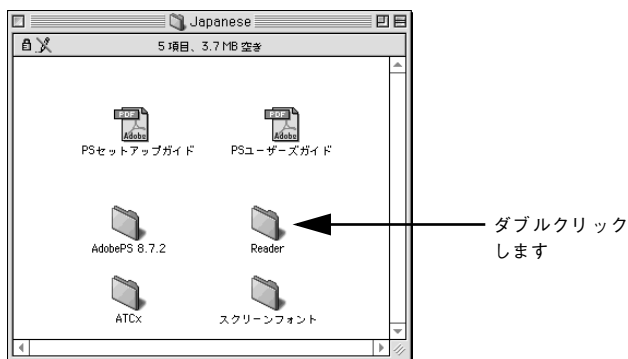 Japanese
5 項目、3.7 MB 空き
PDF
Adobe
PDF
Adobe
PSセットアップガイド
PSユーザーズガイド
AdobePS 8.7.2
Reader
ダブルクリック
します
ATCx
スクリーンフォント